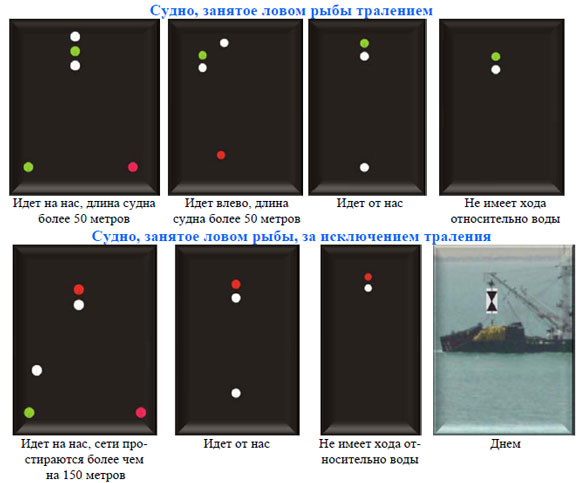 Судно, занятое ловом рыбы тралением
Идет на нас, длина судна
более 50 метров
Идет влево, длина
судна более 50 метров
Идет от нас
Не имеет хода
относительно воды
Судно, занятое ловом рыбы, за исключением траления
Идет на нас, сети про-
стираются более чем
на 150 метров
Идет от нас
Не имеет хода от-
носительно воды
Днем